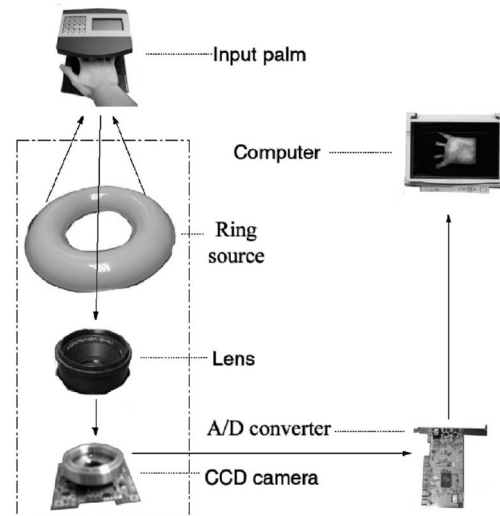 Input palm
Computer
Ring
source
Lens
A/D converter
CCD camera